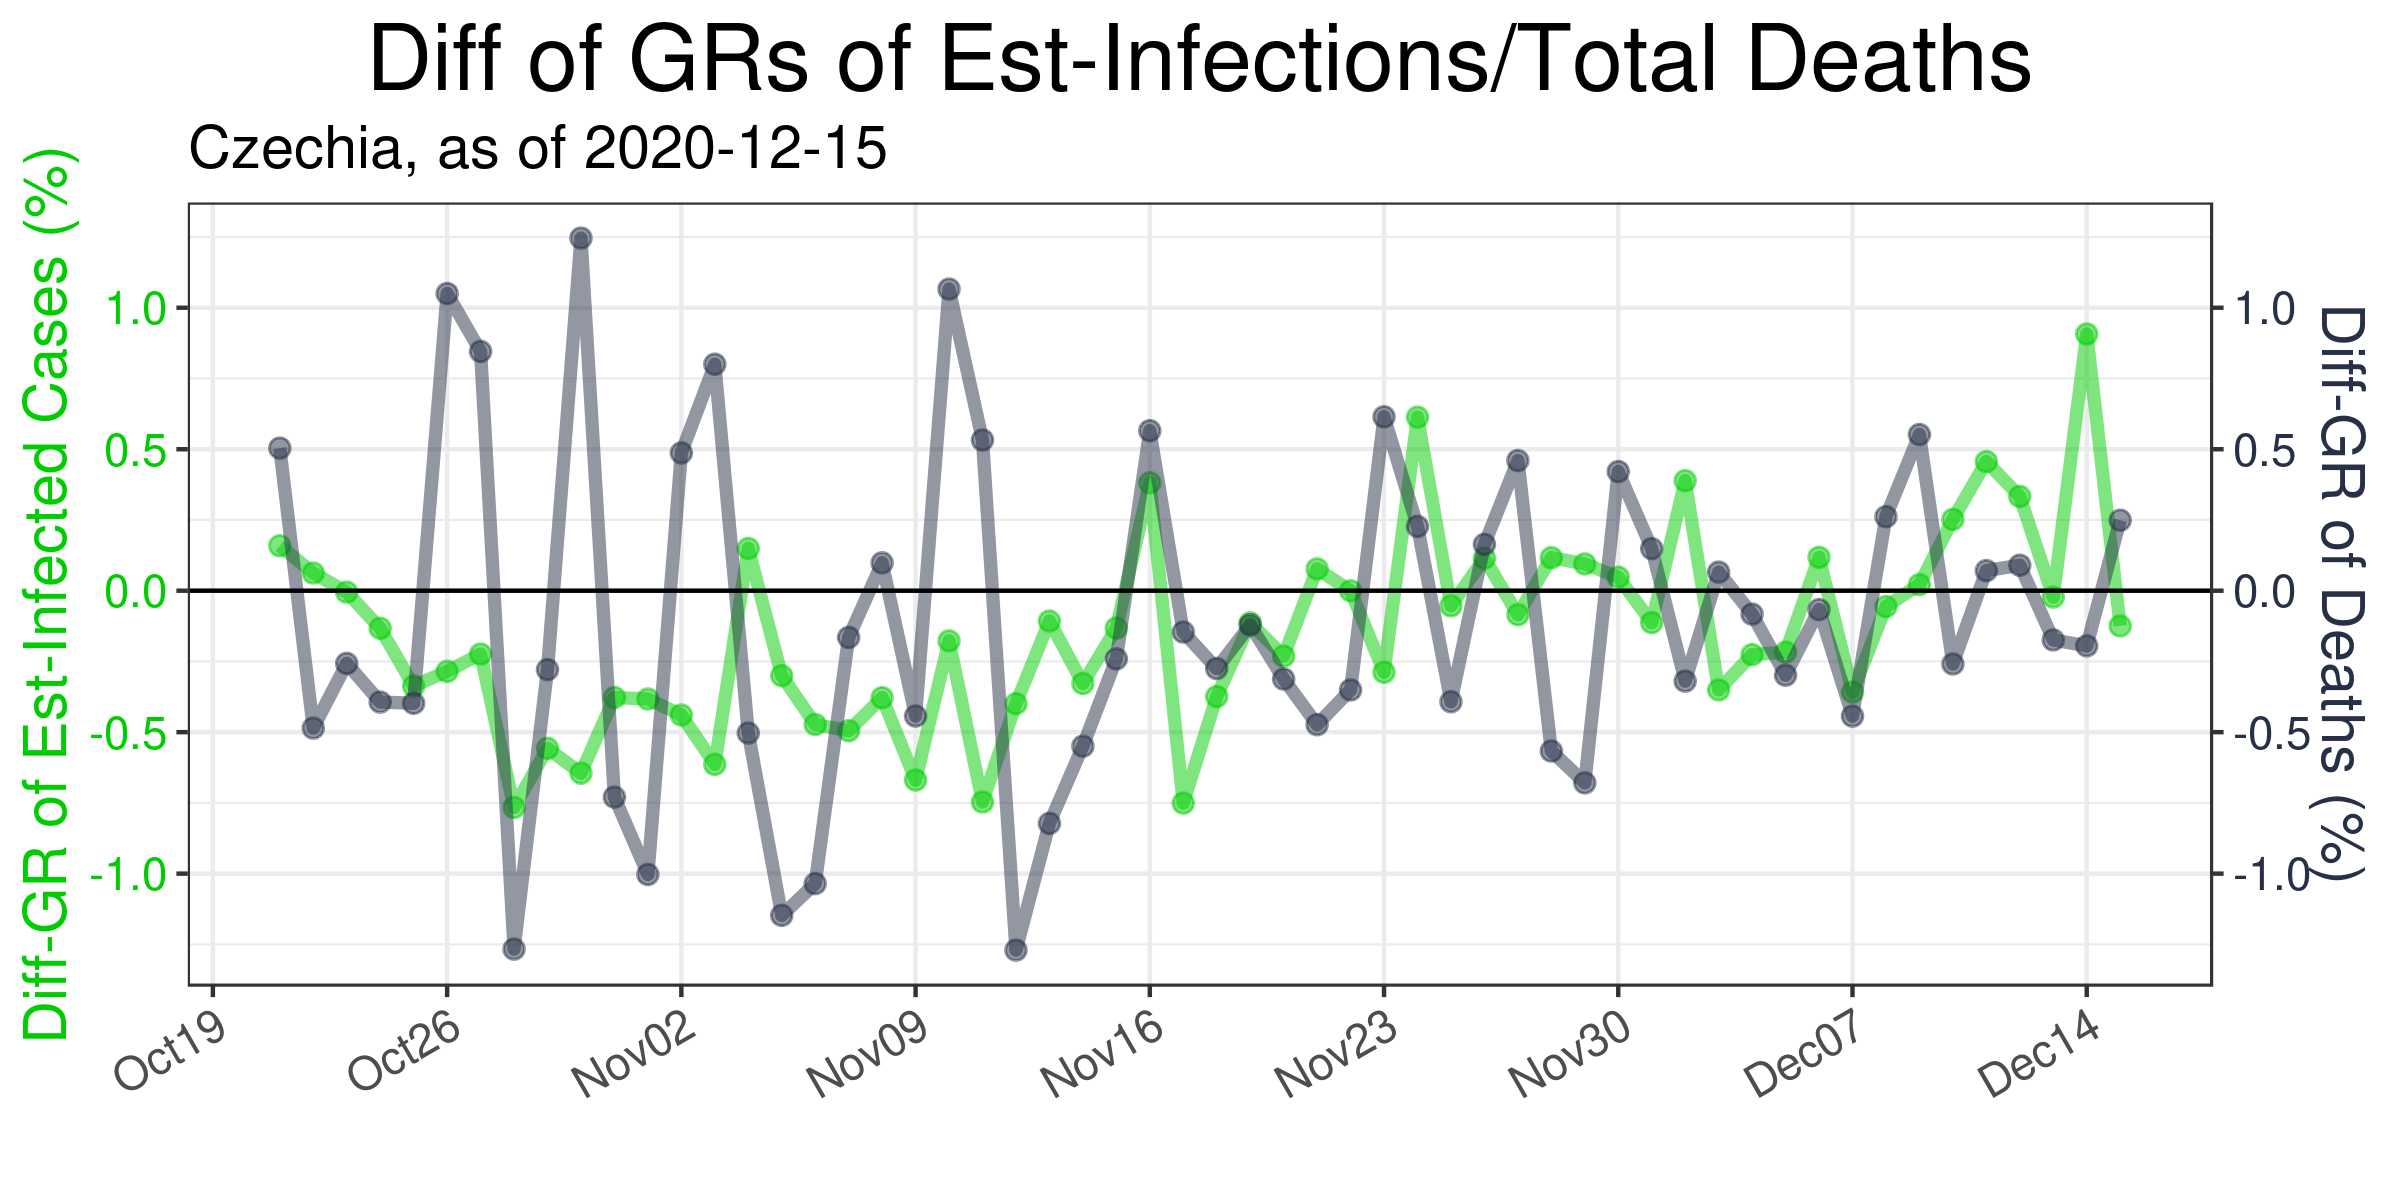 Diff of GRs of Est-Infections/Total Deaths
Czechia, as of 2020-12-15
Diff-GR of Est-Infected Cases (%)
1.0
0.5
0.0
-0.5
-1.0
1.0
0.5
0.0
-0.5
-1.0
Diff-GR of Deaths (%)
Oct19
Oct26
Nov02
Nov09
Nov16
Nov23
Nov30
Dec07
Dec14